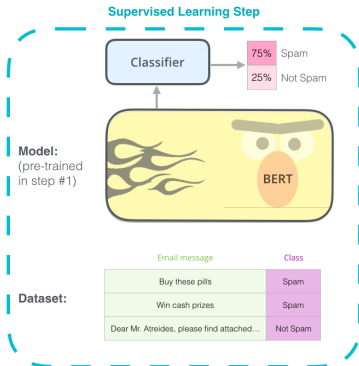 Supervised Learning Step
Classifier
75% Spam
25% Not Spam
Model:
(pre-trained
in step #1)
BERT
Email message Class
Buy these pills Spam
Win cash prizes Spam
Dataset:
Dear Mr. Atreides, please find attached… Not Spam